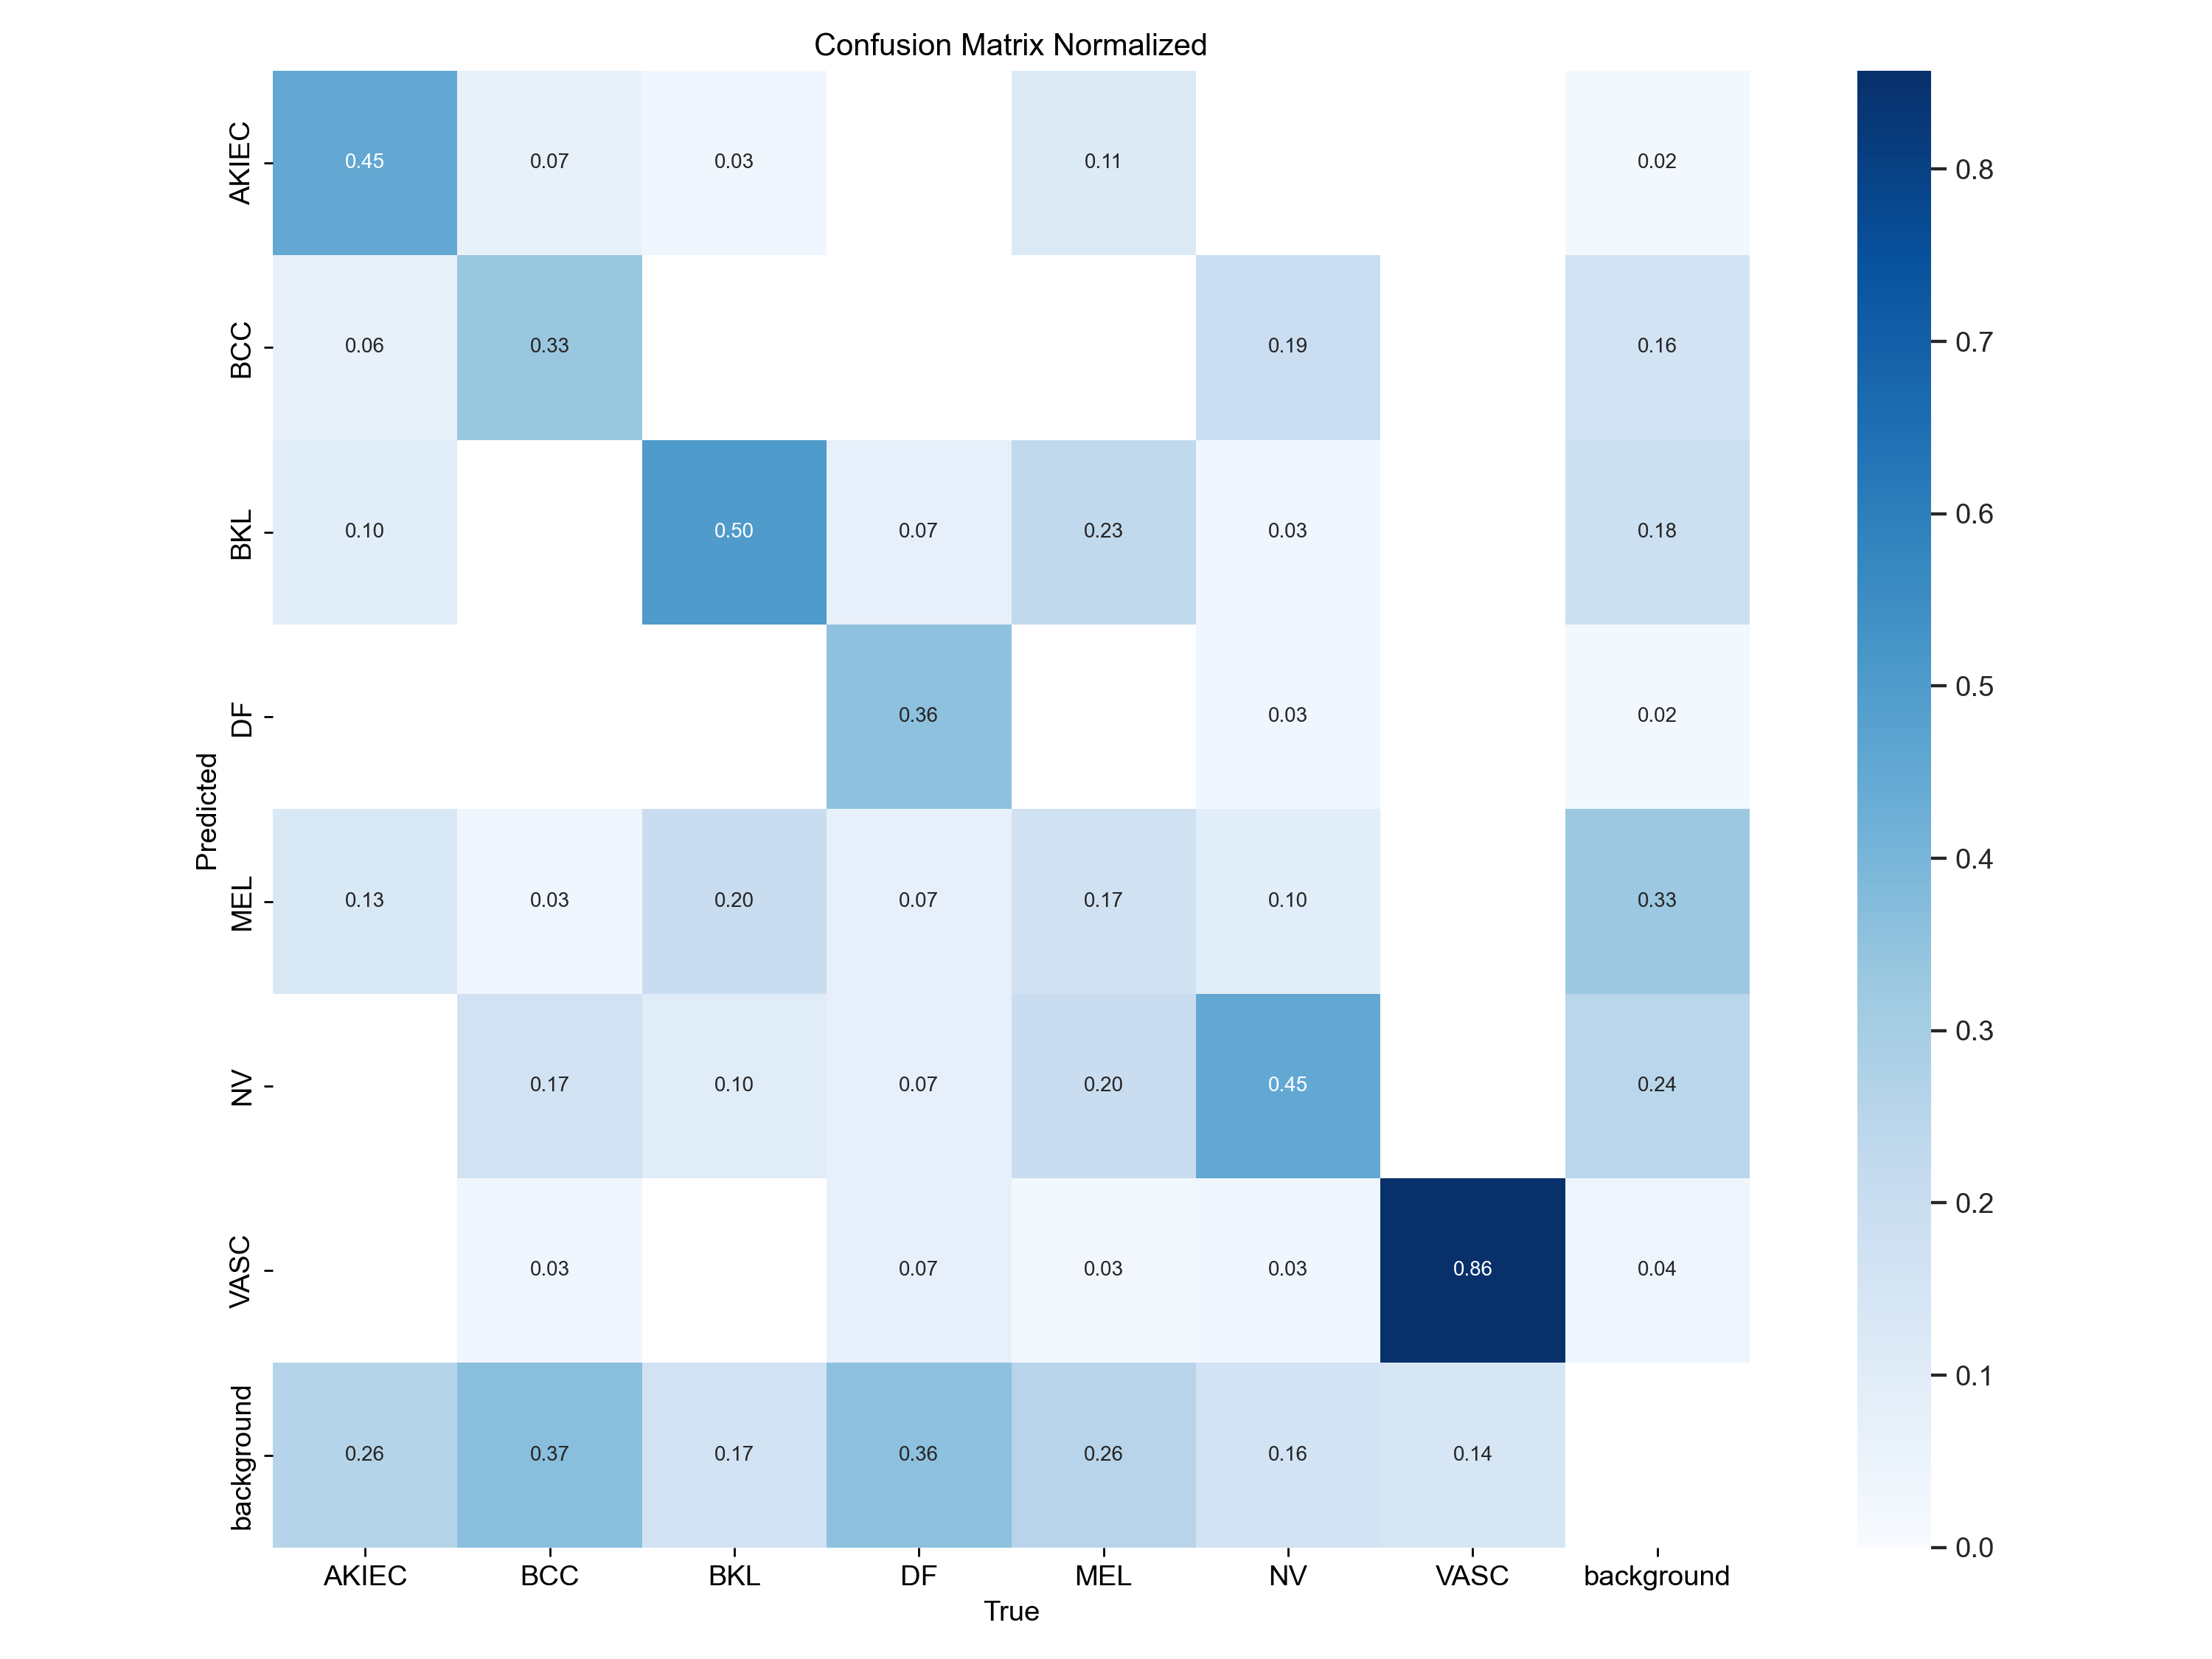 Confusion Matrix Normalized
AKIEC 0.45 0.07 0.03 0.11 0.02
BCC 0.06 0.33 0.19 0.16
BKL 0.10 0.50 0.07 0.23 0.03 0.18
DF 0.36 0.03 0.02
MEL 0.13 0.03 0.20 0.07 0.17 0.10 0.33
NV 0.17 0.10 0.07 0.20 0.45 0.24
VASC 0.03 0.07 0.03 0.03 0.86 0.04
background 0.26 0.37 0.17 0.36 0.26 0.16 0.14
Predicted
AKIEC BCC BKL DF MEL NV VASC background
True
0.8
0.7
0.6
0.5
0.4
0.3
0.2
0.1
0.0